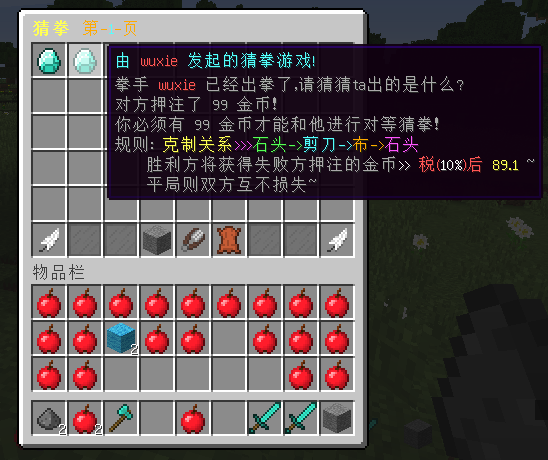 猜拳 第--页
由 wuxie 发起的猜拳游戏!
拳手 wuxie 已经出拳了,请猜猜ta出的是什么?
对方押注了 99 金币!
你必须有 99 金币才能和他进行对等猜拳!
规则: 克制关系>>>石头->剪刀->布->石头
胜利方将获得失败方押注的金币>> 税(10%)后 89.1 ~
平局则双方互不损失~
物品栏
2
2
2